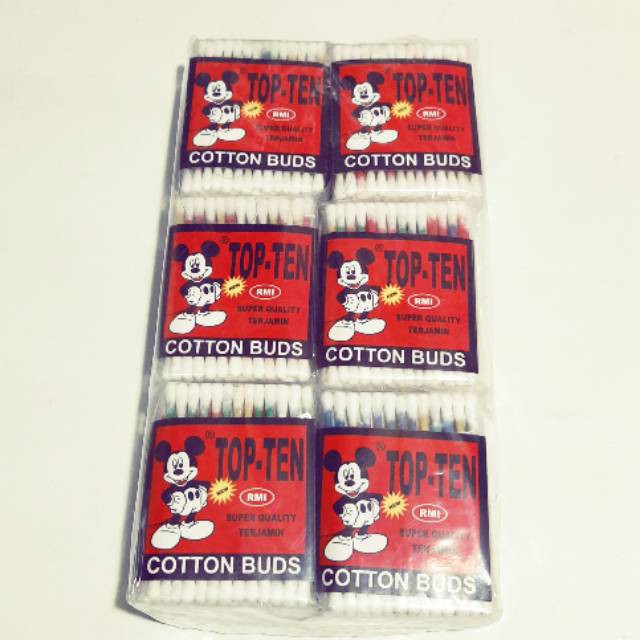 TOP-TEN
RMI
SUPER QUALITY
TERJAMIN
COTTON BUDS
TOP-TEN
RMI
SUPER QUALITY
TERJAMIN
COTTON BUDS
® TOP-TEN
RMI
SUPER QUALITY
TERJAMIN
COTTON BUDS
® TOP-TEN
RMI
SUPER QUALITY
TERJAMIN
COTTON BUDS
® TOP-TEN
RMI
SUPER QUALITY
TERJAMIN
COTTON BUDS
® TOP-TEN
RMI
SUPER QUALITY
TERJAMIN
COTTON BUDS